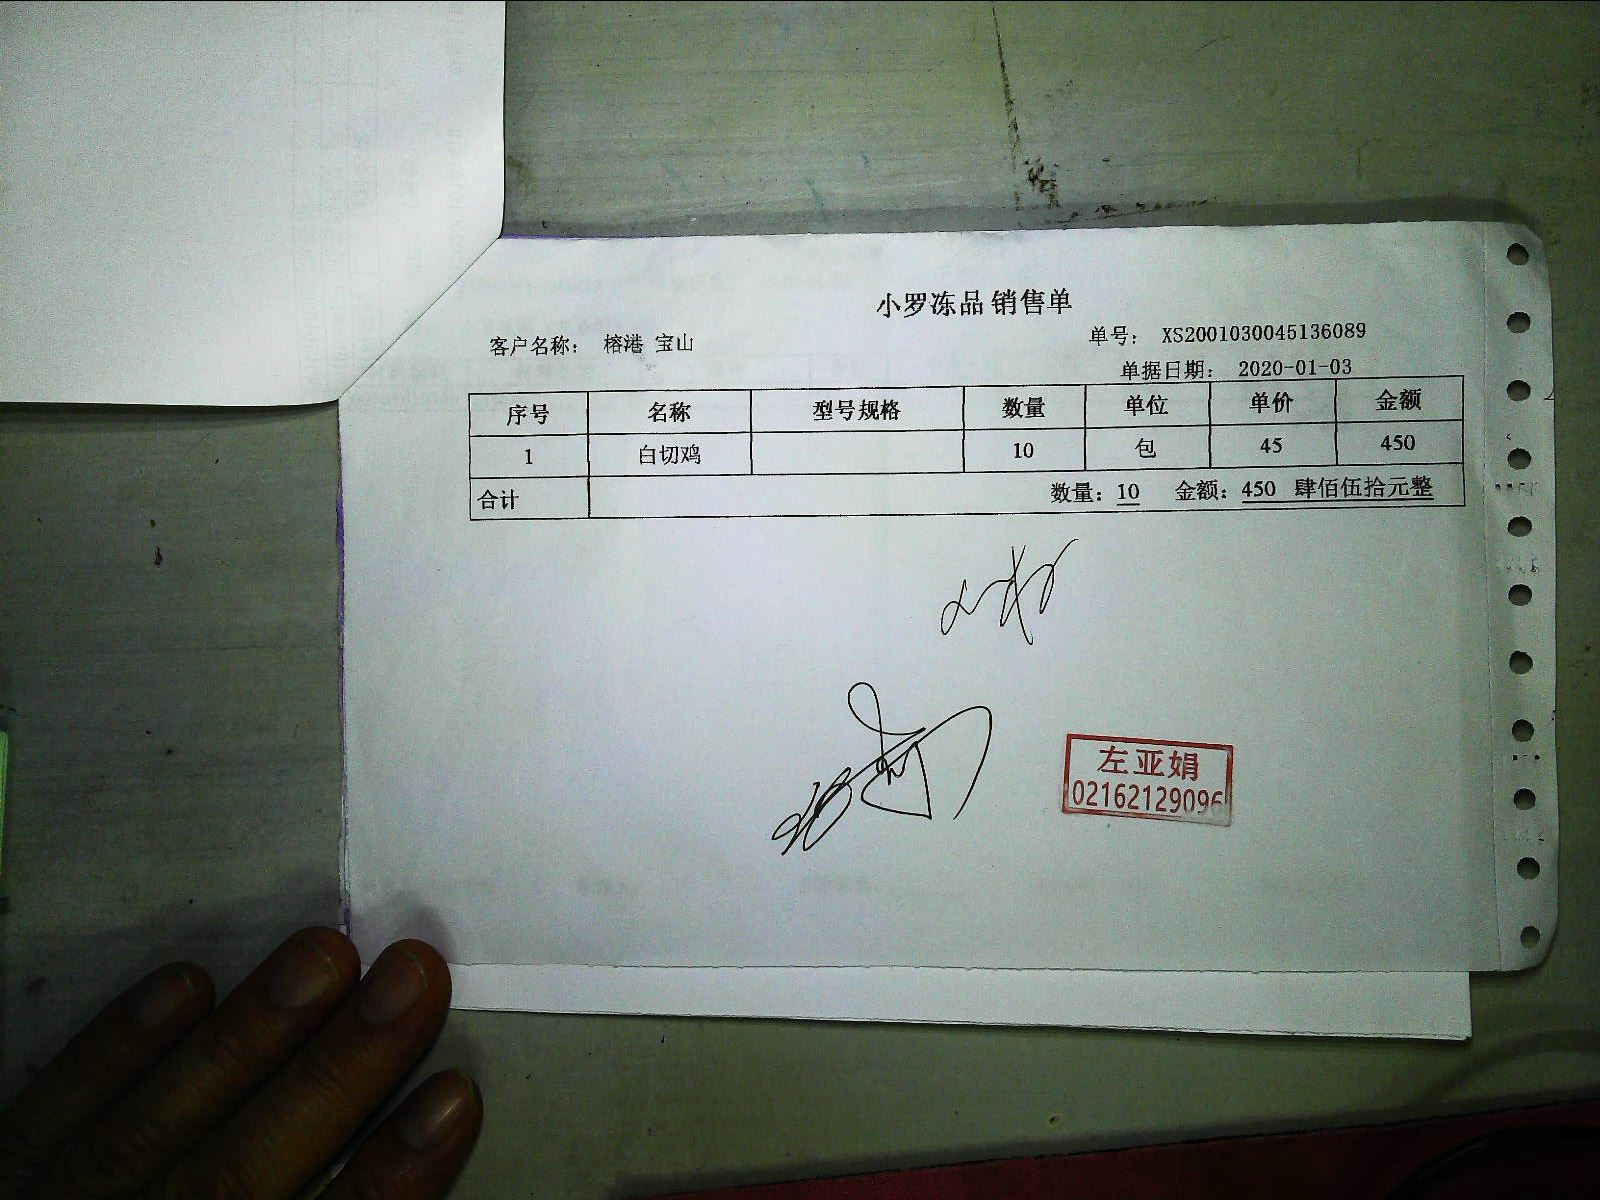 小罗冻品 销售单
客户名称： 榕港 宝山 单号： XS2001030045136089
单据日期： 2020-01-03
序号 名称 型号规格 数量 单位 单价 金额
1 白切鸡 10 包 45 450
合计 数量：10 金额：450 肆佰伍拾元整
左亚娟
02162129096